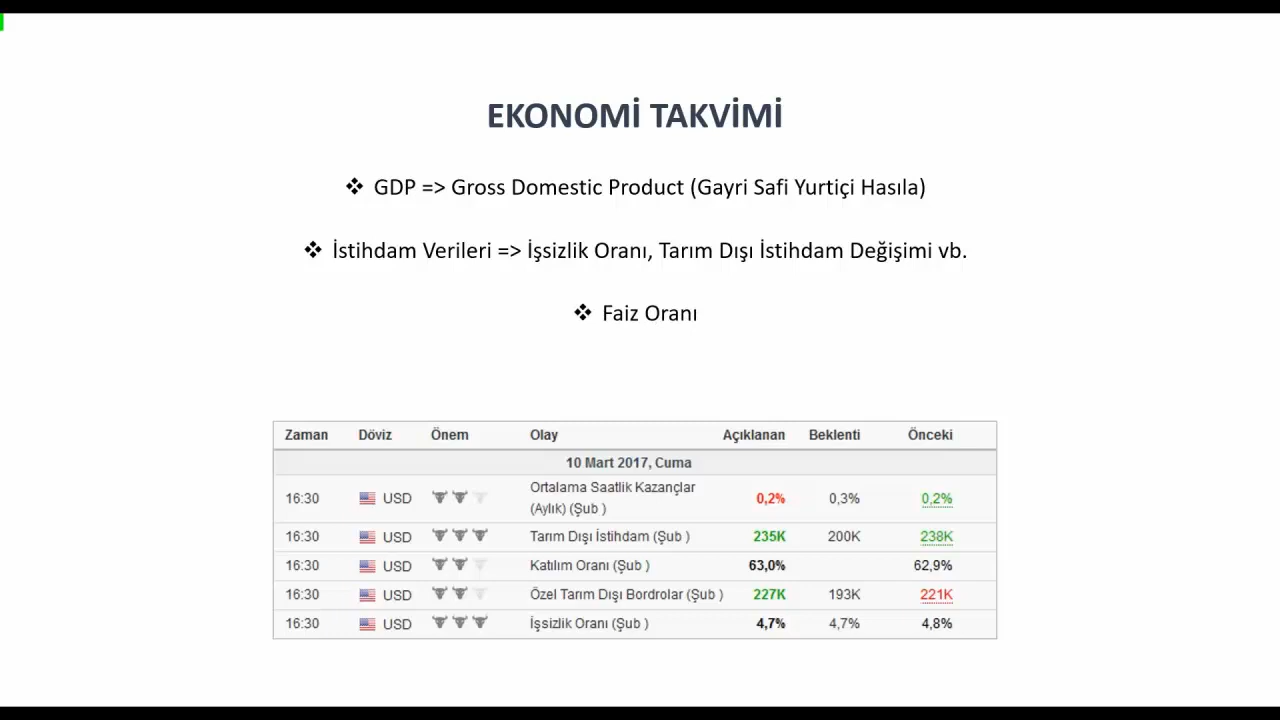 EKONOMİ TAKVİMİ
❖ GDP => Gross Domestic Product (Gayri Safi Yurtiçi Hasıla)
❖ İstihdam Verileri => İşsizlik Oranı, Tarım Dışı İstihdam Değişimi vb.
❖ Faiz Oranı
Zaman Döviz Önem Olay Açıklanan Beklenti Önceki
10 Mart 2017, Cuma
16:30 USD Ortalama Saatlik Kazançlar (Aylık) (Şub ) 0,2% 0,3% 0,2%
16:30 USD Tarım Dışı İstihdam (Şub ) 235K 200K 238K
16:30 USD Katılım Oranı (Şub ) 63,0% 62,9%
16:30 USD Özel Tarım Dışı Bordrolar (Şub ) 227K 193K 221K
16:30 USD İşsizlik Oranı (Şub ) 4,7% 4,7% 4,8%